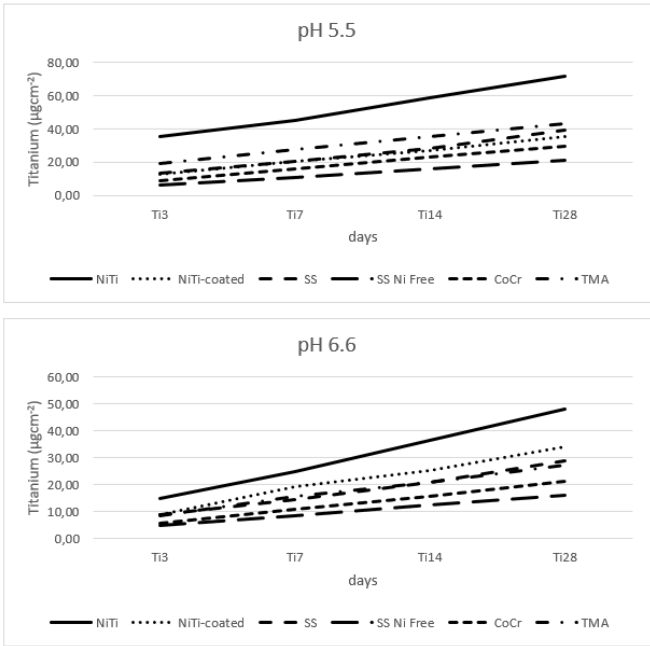 pH 5.5
Titanium (µgcm⁻²)
80,00
60,00
40,00
20,00
0,00
Ti3 Ti7 Ti14 Ti28
days
NiTi NiTi-coated SS SS Ni Free CoCr TMA
pH 6.6
Titanium (µgcm⁻²)
60,00
50,00
40,00
30,00
20,00
10,00
0,00
Ti3 Ti7 Ti14 Ti28
days
NiTi NiTi-coated SS SS Ni Free CoCr TMA